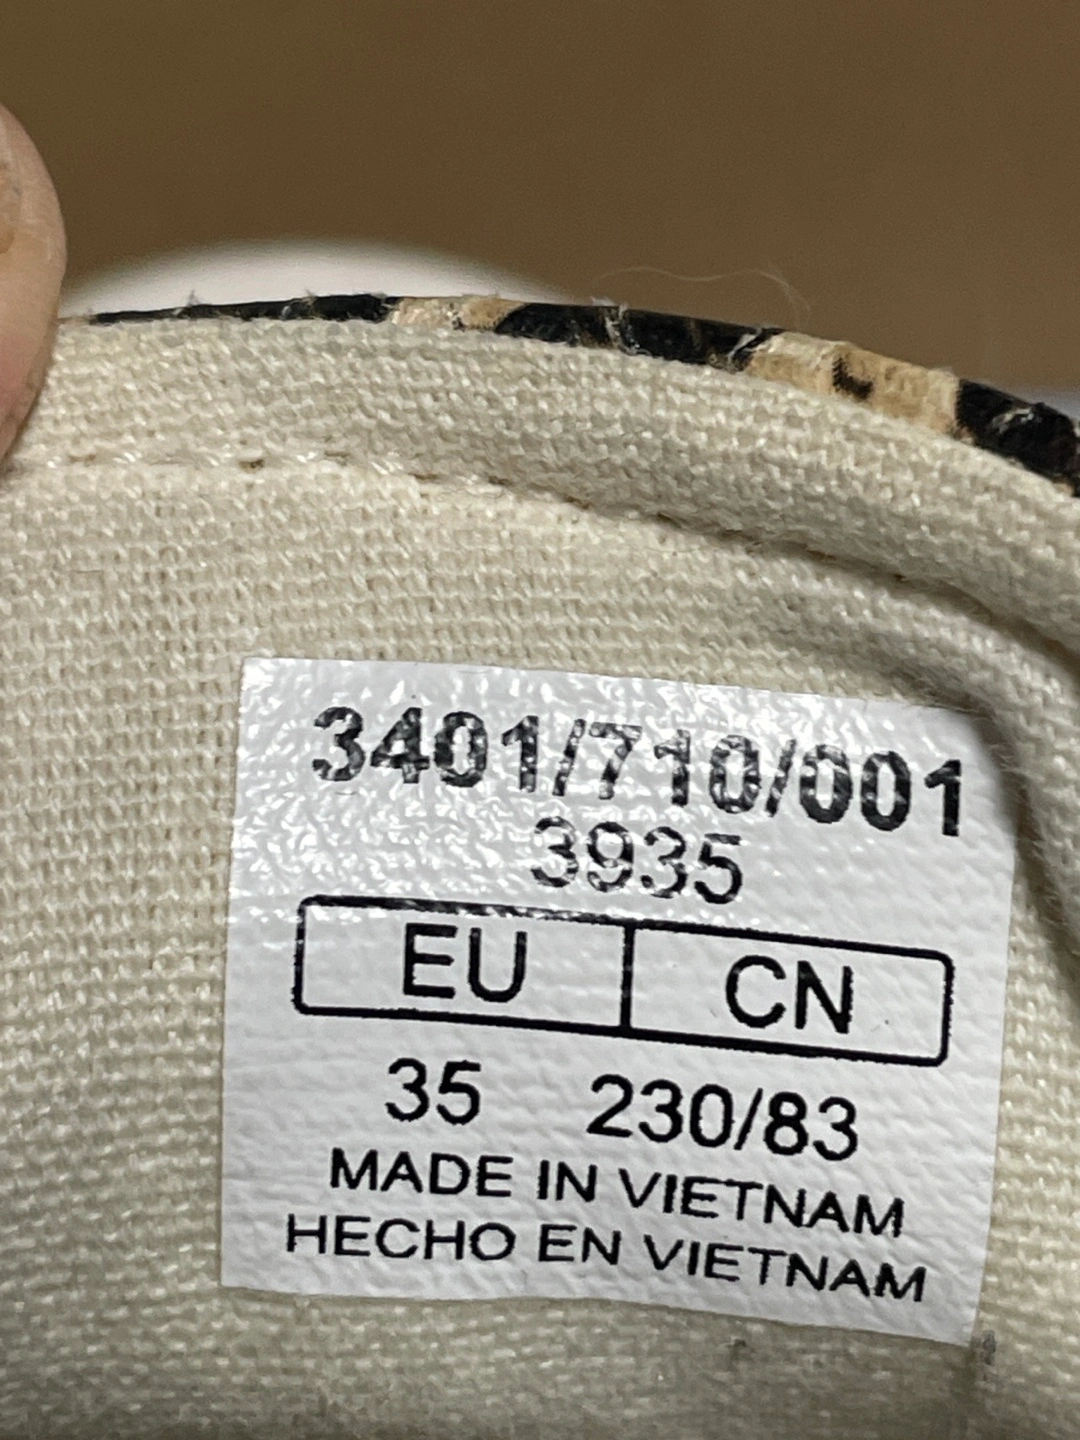 3401/710/001
3935
EU CN
35 230/83
MADE IN VIETNAM
HECHO EN VIETNAM